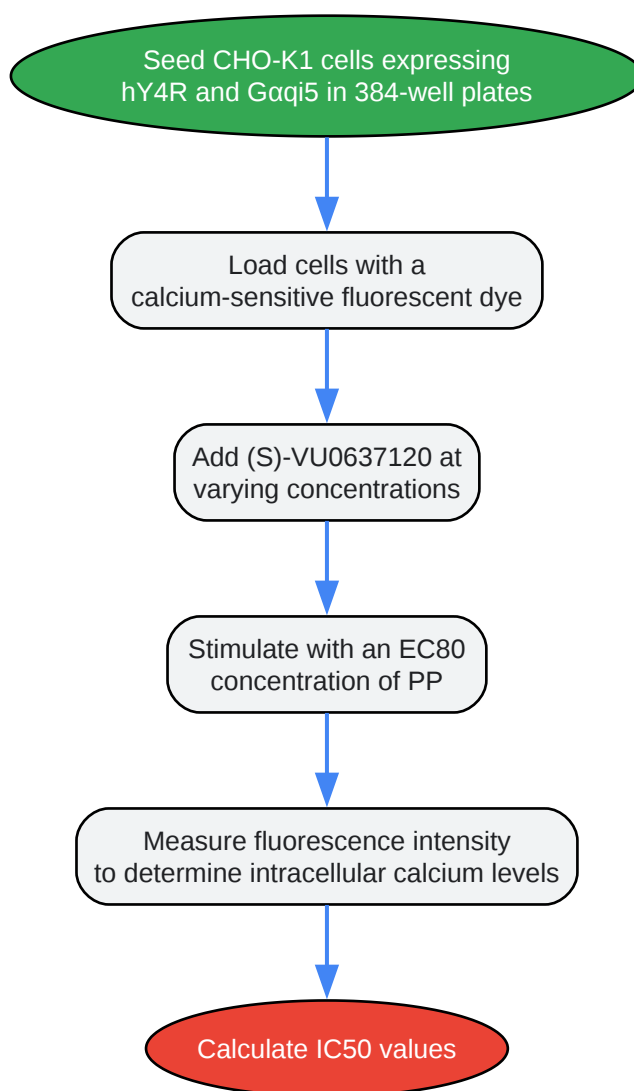 Seed CHO-K1 cells expressing
hY4R and Gαqi5 in 384-well plates
Load cells with a
calcium-sensitive fluorescent dye
Add (S)-VU0637120 at
varying concentrations
Stimulate with an EC80
concentration of PP
Measure fluorescence intensity
to determine intracellular calcium levels
Calculate IC50 values